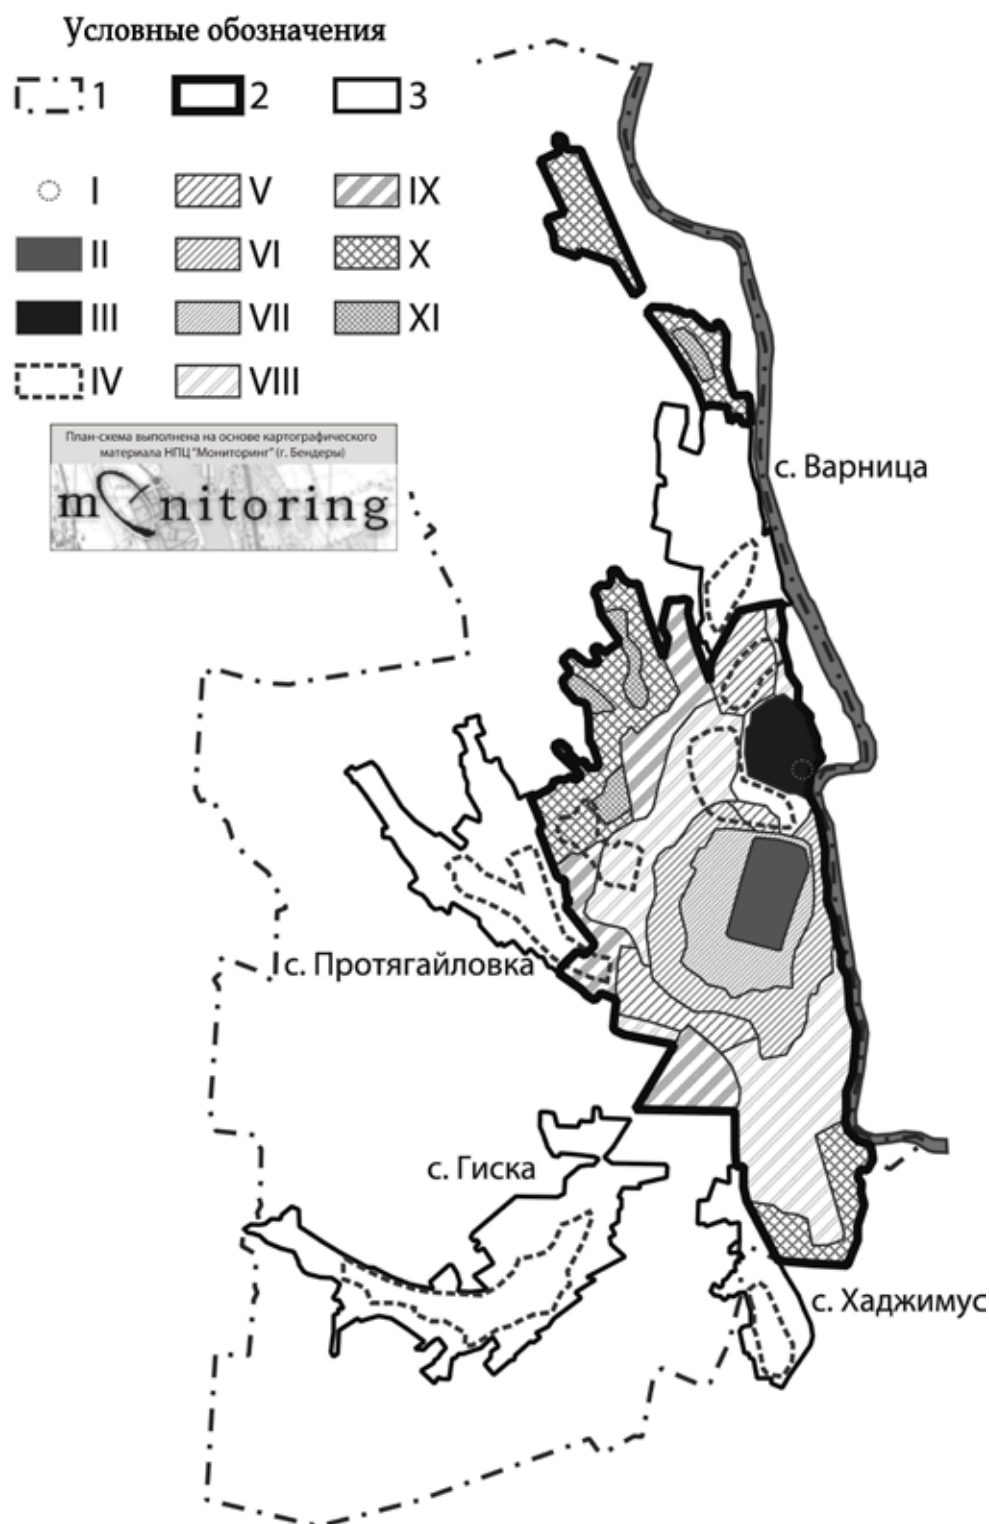 Условные обозначения
1 2 3
I V IX
II VI X
III VII XI
IV VIII
План-схема выполнена на основе картографического
материала НПЦ "Мониторинг" (г. Бендеры)
monitoring
с. Варница
с. Протягайловка
с. Гиска
с. Хаджимус